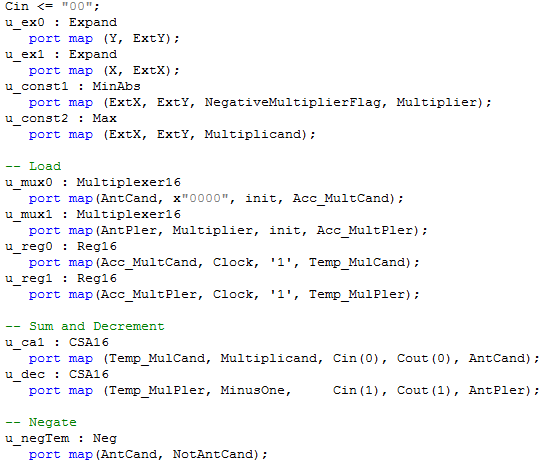 Cin <= "00";
u_ex0 : Expand
port map (Y, ExtY);
u_ex1 : Expand
port map (X, ExtX);
u_const1 : MinAbs
port map (ExtX, ExtY, NegativeMultiplierFlag, Multiplier);
u_const2 : Max
port map (ExtX, ExtY, Multiplicand);
-- Load
u_mux0 : Multiplexer16
port map(AntCand, x"0000", init, Acc_MultCand);
u_mux1 : Multiplexer16
port map(AntPler, Multiplier, init, Acc_MultPler);
u_reg0 : Reg16
port map(Acc_MultCand, Clock, '1', Temp_MulCand);
u_reg1 : Reg16
port map(Acc_MultPler, Clock, '1', Temp_MulPler);
-- Sum and Decrement
u_ca1 : CSA16
port map (Temp_MulCand, Multiplicand, Cin(0), Cout(0), AntCand);
u_dec : CSA16
port map (Temp_MulPler, MinusOne,     Cin(1), Cout(1), AntPler);
-- Negate
u_negTem : Neg
port map(AntCand, NotAntCand);